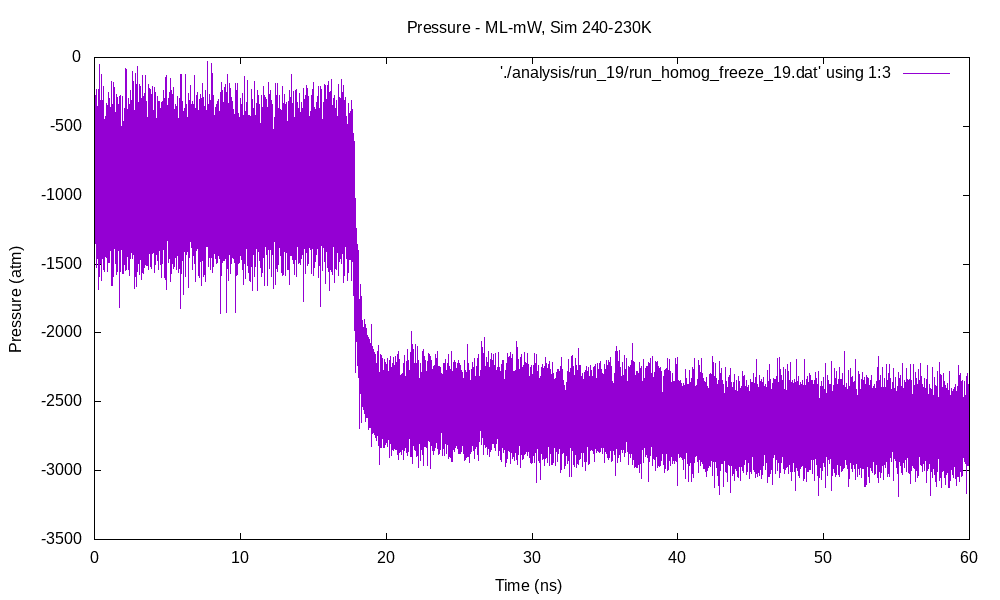 Pressure - ML-mW, Sim 240-230K
'./analysis/run_19/run_homog_freeze_19.dat' using 1:3
0
-500
-1000
-1500
-2000
-2500
-3000
-3500
Pressure (atm)
0 10 20 30 40 50 60
Time (ns)